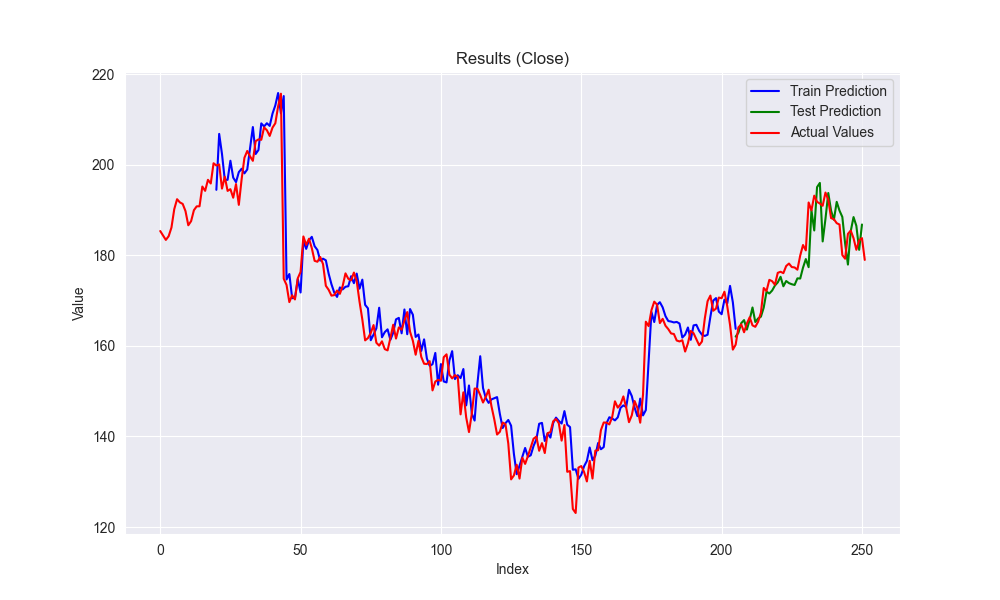 Results (Close)
220
200
180
160
140
120
Value
0
50
100
150
200
250
Index
Train Prediction
Test Prediction
Actual Values